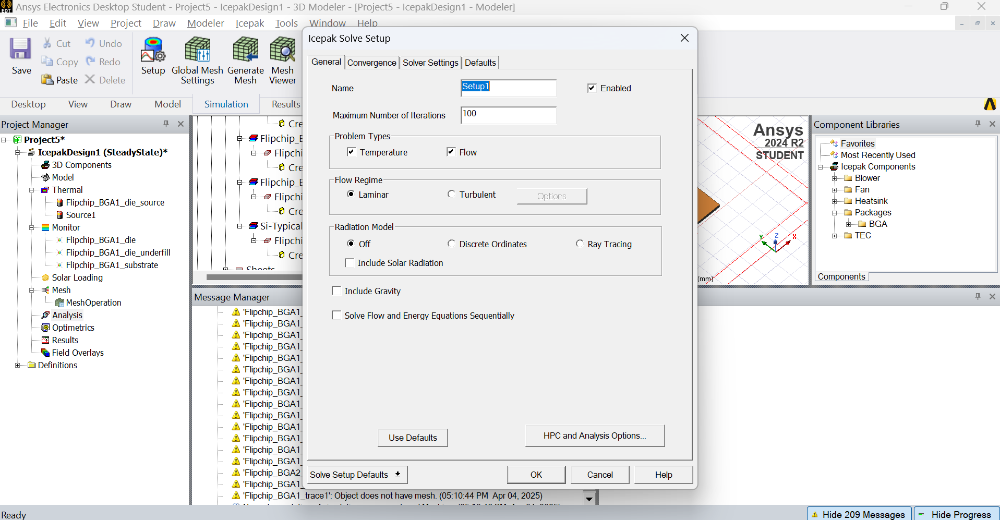 Ansys Electronics Desktop Student - Project5 - IcepakDesign1 - 3D Modeler - [Project5 - IcepakDesign1 - Modeler]
File Edit View Project Draw Modeler Icepak Tools Window Help
Save
Cut
Copy
Paste
Undo
Redo
Delete
Setup
Global Mesh Settings
Generate Mesh
Mesh Viewer
Desktop View Draw Model Simulation Results
Project Manager
Project5*
IcepakDesign1 (SteadyState)*
3D Components
Model
Thermal
Flipchip_BGA1_die_source
Source1
Monitor
Flipchip_BGA1_die
Flipchip_BGA1_die_underfill
Flipchip_BGA1_substrate
Solar Loading
Mesh
MeshOperation
Analysis
Optimetrics
Results
Field Overlays
Definitions
Cre
Flipchip_B
Flipchi
Cre
Flipchip_B
Flipchi
Cre
Si-Typical
Flipchi
Cre
Sheets
Icepak Solve Setup
General Convergence Solver Settings Defaults
Name Setup1 Enabled
Maximum Number of Iterations 100
Problem Types
Temperature Flow
Flow Regime
Laminar Turbulent Options
Radiation Model
Off Discrete Ordinates Ray Tracing
Include Solar Radiation
Include Gravity
Solve Flow and Energy Equations Sequentially
Use Defaults HPC and Analysis Options...
Solve Setup Defaults OK Cancel Help
Ansys
2024 R2
STUDENT
Y Z X
(mm)
Component Libraries
Favorites
Most Recently Used
Icepak Components
Blower
Fan
Heatsink
Packages
BGA
TEC
Components
Message Manager
'Flipchip_BGA1_
'Flipchip_BGA1_
'Flipchip_BGA1_
'Flipchip_BGA1_
'Flipchip_BGA1_
'Flipchip_BGA1_
'Flipchip_BGA1_
'Flipchip_BGA1_
'Flipchip_BGA1_
'Flipchip_BGA1_
'Flipchip_BGA1_
'Flipchip_BGA1_
'Flipchip_BGA1_
'Flipchip_BGA1_
'Flipchip_BGA2_
'Flipchip_BGA1_
'Flipchip_BGA1_trace1': Object does not have mesh. (05:10:44 PM Apr 04, 2025)
Ready
Hide 209 Messages Hide Progress